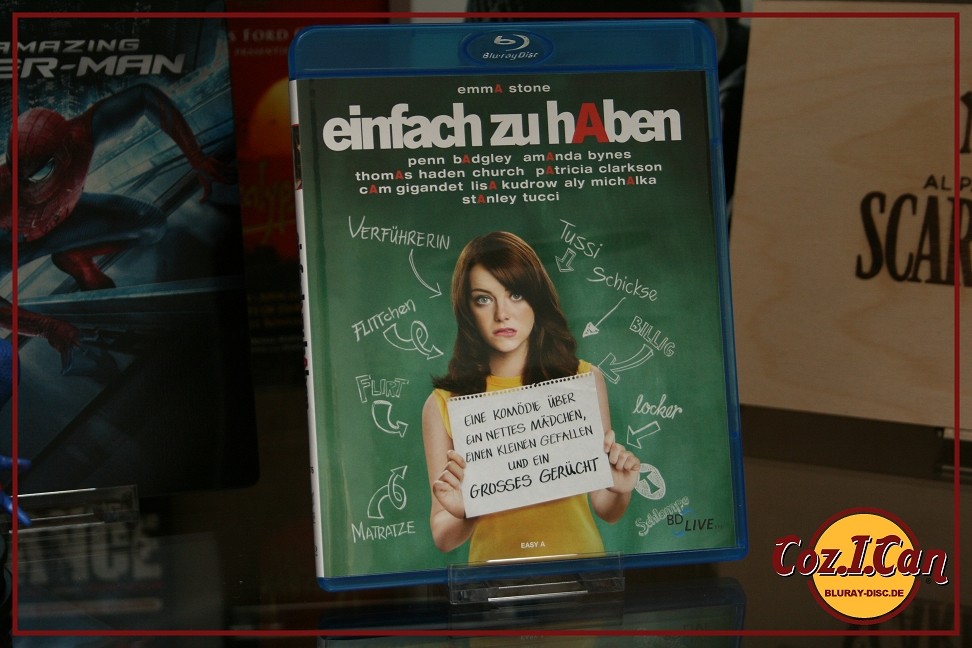 AMAZING
ER-MAN
Blu-ray Disc
emmA stone
einfach zu hAben
penn bAdgley amAnda bynes
thomAs haden church pAtricia clarkson
cAm gigandet lisA kudrow aly michAlka
stAnley tucci
VERFÜHRERIN
Tussi
Schickse
FLITTchen
BILLIG
FLIRT
locker
EINE KOMÖDIE ÜBER
EIN NETTES MÄDCHEN,
EINEN KLEINEN GEFALLEN
UND EIN
GROSSES GERÜCHT
MATRATZE
Schlampe
BD LIVE
EASY A
AL P
SCAR
Coz.I.Can
BLURAY-DISC.DE